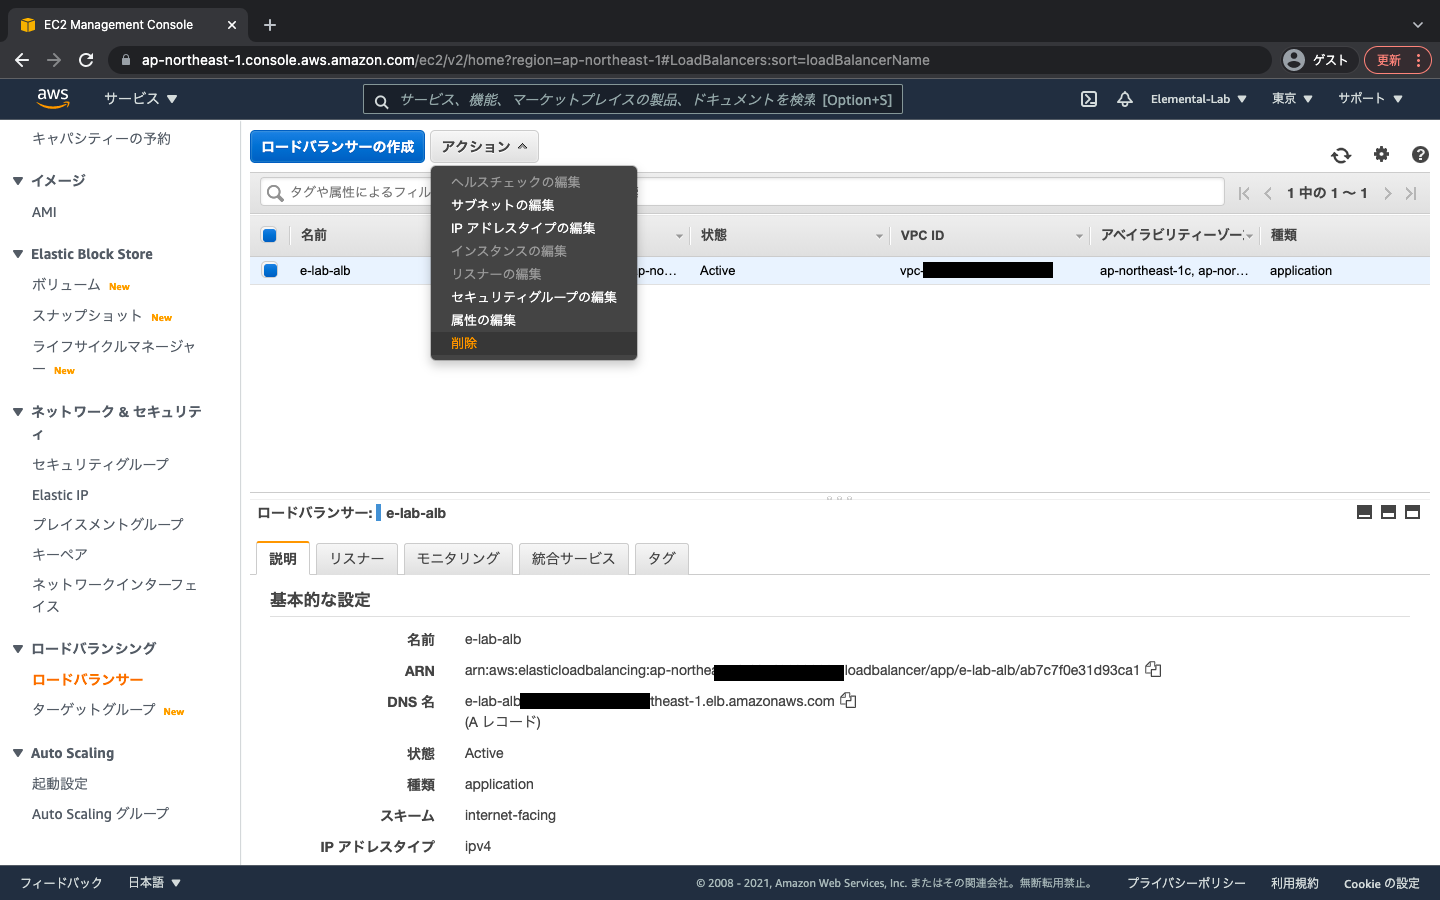 EC2 Management Console
ap-northeast-1.console.aws.amazon.com/ec2/v2/home?region=ap-northeast-1#LoadBalancers:sort=loadBalancerName
ゲスト
更新
aws
サービス
サービス、機能、マーケットプレイスの製品、ドキュメントを検索 [Option+S]
Elemental-Lab
東京
サポート
キャパシティーの予約
イメージ
AMI
Elastic Block Store
ボリューム New
スナップショット New
ライフサイクルマネージャ
ー New
ネットワーク & セキュリテ
ィ
セキュリティグループ
Elastic IP
プレイスメントグループ
キーペア
ネットワークインターフェ
イス
ロードバランシング
ロードバランサー
ターゲットグループ New
Auto Scaling
起動設定
Auto Scaling グループ
ロードバランサーの作成
アクション
タグや属性によるフィル
1 中の 1 〜 1
ヘルスチェックの編集
サブネットの編集
IP アドレスタイプの編集
インスタンスの編集
リスナーの編集
セキュリティグループの編集
属性の編集
削除
名前 状態 VPC ID アベイラビリティーゾー 種類
e-lab-alb p-no... Active vpc- ap-northeast-1c, ap-nor... application
ロードバランサー: e-lab-alb
説明 リスナー モニタリング 統合サービス タグ
基本的な設定
名前 e-lab-alb
ARN arn:aws:elasticloadbalancing:ap-northea loadbalancer/app/e-lab-alb/ab7c7f0e31d93ca1
DNS 名 e-lab-alb theast-1.elb.amazonaws.com
(A レコード)
状態 Active
種類 application
スキーム internet-facing
IP アドレスタイプ ipv4
フィードバック
日本語
© 2008 - 2021, Amazon Web Services, Inc. またはその関連会社。無断転用禁止。
プライバシーポリシー
利用規約
Cookie の設定